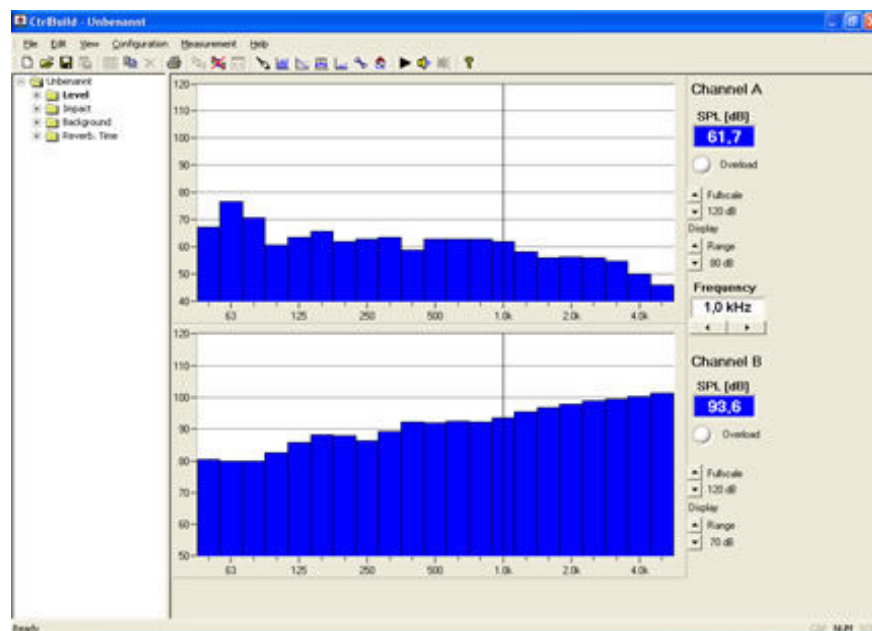 CtrBuild - Unbenannt
File Edit View Configuration Measurement Help
Unbenannt
Level
Impact
Background
Reverb. Time
120
110
100
90
80
70
60
50
40
63 125 250 500 1.0k 2.0k 4.0k
Channel A
SPL [dB]
61,7
Overload
Fullscale
120 dB
Display
Range
80 dB
Frequency
1,0 kHz
120
110
100
90
80
70
60
50
63 125 250 500 1.0k 2.0k 4.0k
Channel B
SPL [dB]
93,6
Overload
Fullscale
120 dB
Display
Range
70 dB
Ready
NUM